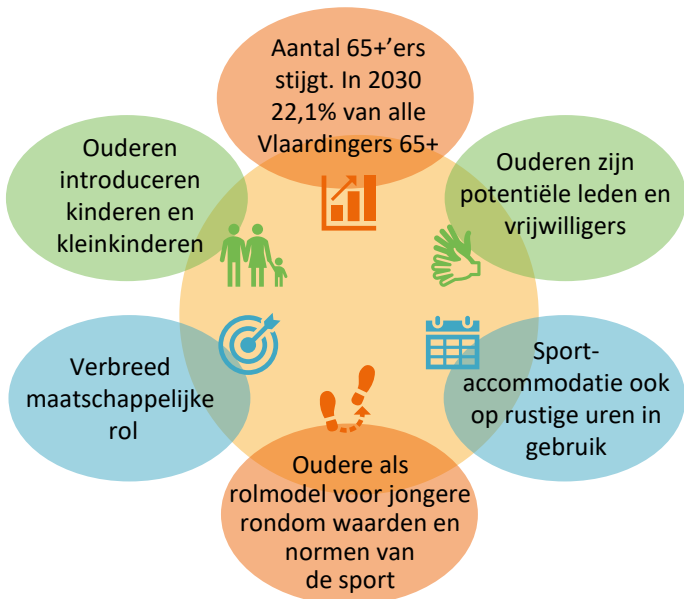 Aantal 65+’ers
stijgt. In 2030
22,1% van alle
Vlaardingers 65+
Ouderen
introduceren
kinderen en
kleinkinderen
Ouderen zijn
potentiële leden en
vrijwilligers
Verbreed
maatschappelijke
rol
Sport-
accommodatie ook
op rustige uren in
gebruik
Oudere als
rolmodel voor jongere
rondom waarden en
normen van
de sport